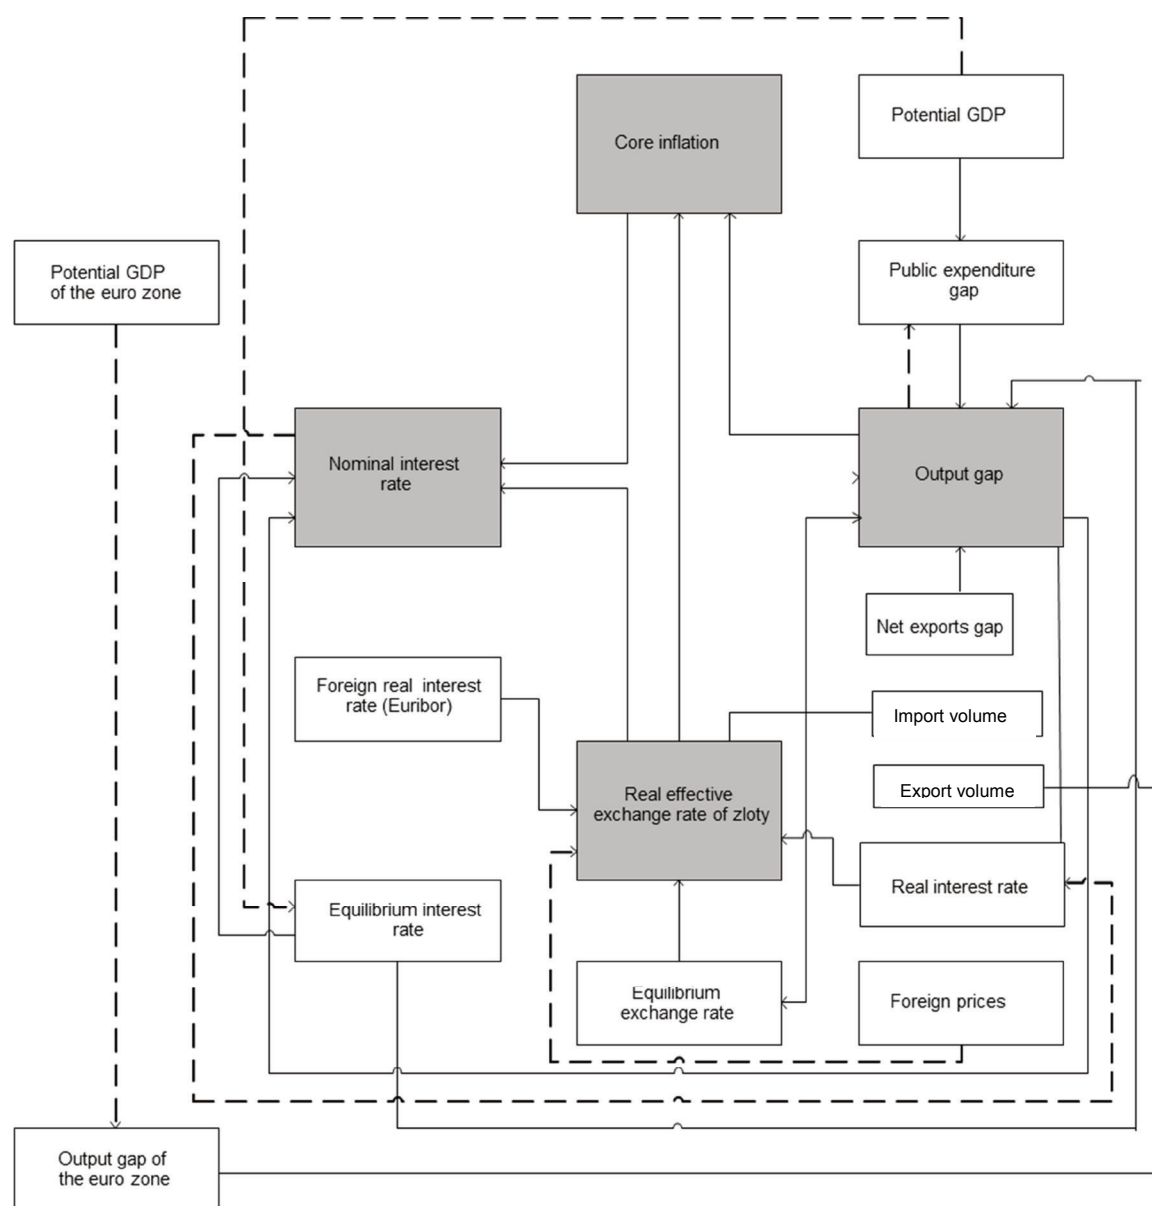 Potential GDP
Core inflation
Public expenditure
gap
Potential GDP
of the euro zone
Nominal interest
rate
Output gap
Net exports gap
Foreign real interest
rate (Euribor)
Import volume
Real effective
exchange rate of zloty
Export volume
Real interest rate
Equilibrium interest
rate
Equilibrium
exchange rate
Foreign prices
Output gap of
the euro zone